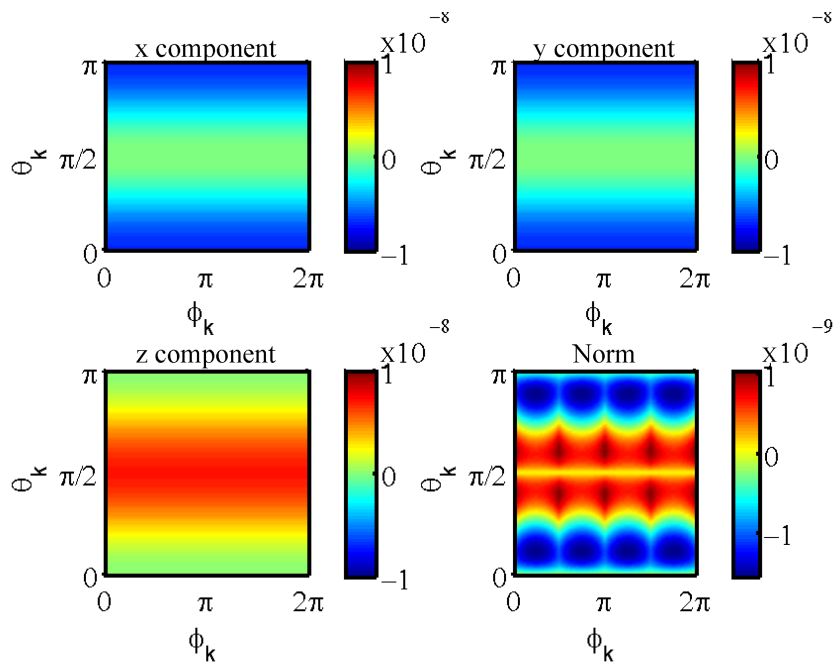 x10⁻⁸ x10⁻⁸
x component y component
π 1 π 1
θk π/2 0 θk π/2 0
0 −1 0 −1
0 π 2π 0 π 2π
ϕk ϕk
x10⁻⁸ x10⁻⁹
z component Norm
π 1 π 1
θk π/2 0 θk π/2
−1
0 −1 0
0 π 2π 0 π 2π
ϕk ϕk